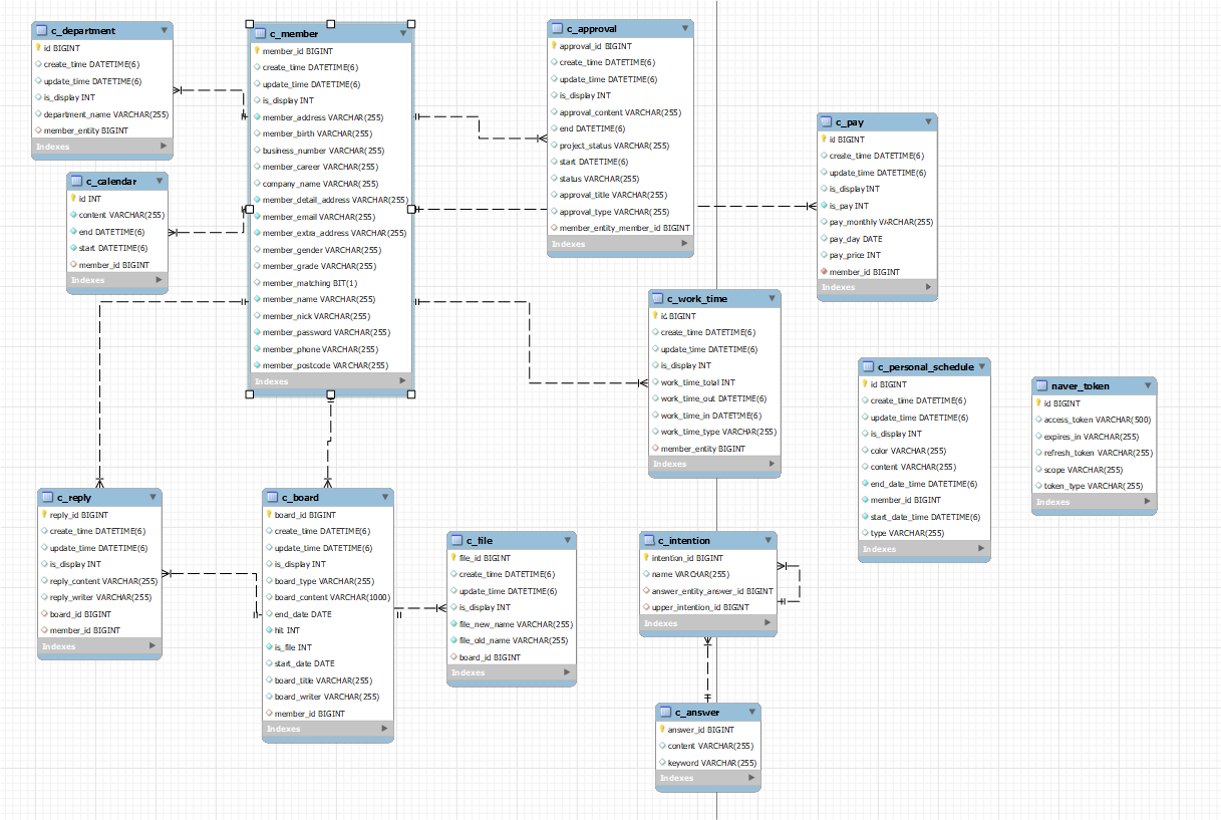 c_department
id BIGINT
create_time DATETIME(6)
update_time DATETIME(6)
is_display INT
department_name VARCHAR(255)
member_entity BIGINT
Indexes
c_calendar
id INT
content VARCHAR(255)
end DATETIME(6)
start DATETIME(6)
member_id BIGINT
Indexes
c_member
member_id BIGINT
create_time DATETIME(6)
update_time DATETIME(6)
is_display INT
member_address VARCHAR(255)
member_birth VARCHAR(255)
business_number VARCHAR(255)
member_career VARCHAR(255)
company_name VARCHAR(255)
member_detail_address VARCHAR(255)
member_email VARCHAR(255)
member_extra_address VARCHAR(255)
member_gender VARCHAR(255)
member_grade VARCHAR(255)
member_matching BIT(1)
member_name VARCHAR(255)
member_nick VARCHAR(255)
member_password VARCHAR(255)
member_phone VARCHAR(255)
member_postcode VARCHAR(255)
Indexes
c_approval
approval_id BIGINT
create_time DATETIME(6)
update_time DATETIME(6)
is_display INT
approval_content VARCHAR(255)
end DATETIME(6)
project_status VARCHAR(255)
start DATETIME(6)
status VARCHAR(255)
approval_title VARCHAR(255)
approval_type VARCHAR(255)
member_entity_member_id BIGINT
Indexes
c_pay
id BIGINT
create_time DATETIME(6)
update_time DATETIME(6)
is_display INT
is_pay INT
pay_monthly VARCHAR(255)
pay_day DATE
pay_price INT
member_id BIGINT
Indexes
c_work_time
id BIGINT
create_time DATETIME(6)
update_time DATETIME(6)
is_display INT
work_time_total INT
work_time_out DATETIME(6)
work_time_in DATETIME(6)
work_time_type VARCHAR(255)
member_entity BIGINT
Indexes
c_personal_schedule
id BIGINT
create_time DATETIME(6)
update_time DATETIME(6)
is_display INT
color VARCHAR(255)
content VARCHAR(255)
end_date_time DATETIME(6)
member_id BIGINT
start_date_time DATETIME(6)
type VARCHAR(255)
Indexes
naver_token
id BIGINT
access_token VARCHAR(500)
expires_in VARCHAR(255)
refresh_token VARCHAR(255)
scope VARCHAR(255)
token_type VARCHAR(255)
Indexes
c_reply
reply_id BIGINT
create_time DATETIME(6)
update_time DATETIME(6)
is_display INT
reply_content VARCHAR(255)
reply_writer VARCHAR(255)
board_id BIGINT
member_id BIGINT
Indexes
c_board
board_id BIGINT
create_time DATETIME(6)
update_time DATETIME(6)
is_display INT
board_type VARCHAR(255)
board_content VARCHAR(1000)
end_date DATE
hit INT
is_file INT
start_date DATE
board_title VARCHAR(255)
board_writer VARCHAR(255)
member_id BIGINT
Indexes
c_file
file_id BIGINT
create_time DATETIME(6)
update_time DATETIME(6)
is_display INT
file_new_name VARCHAR(255)
file_old_name VARCHAR(255)
board_id BIGINT
Indexes
c_intention
intention_id BIGINT
name VARCHAR(255)
answer_entity_answer_id BIGINT
upper_intention_id BIGINT
Indexes
c_answer
answer_id BIGINT
content VARCHAR(255)
keyword VARCHAR(255)
Indexes